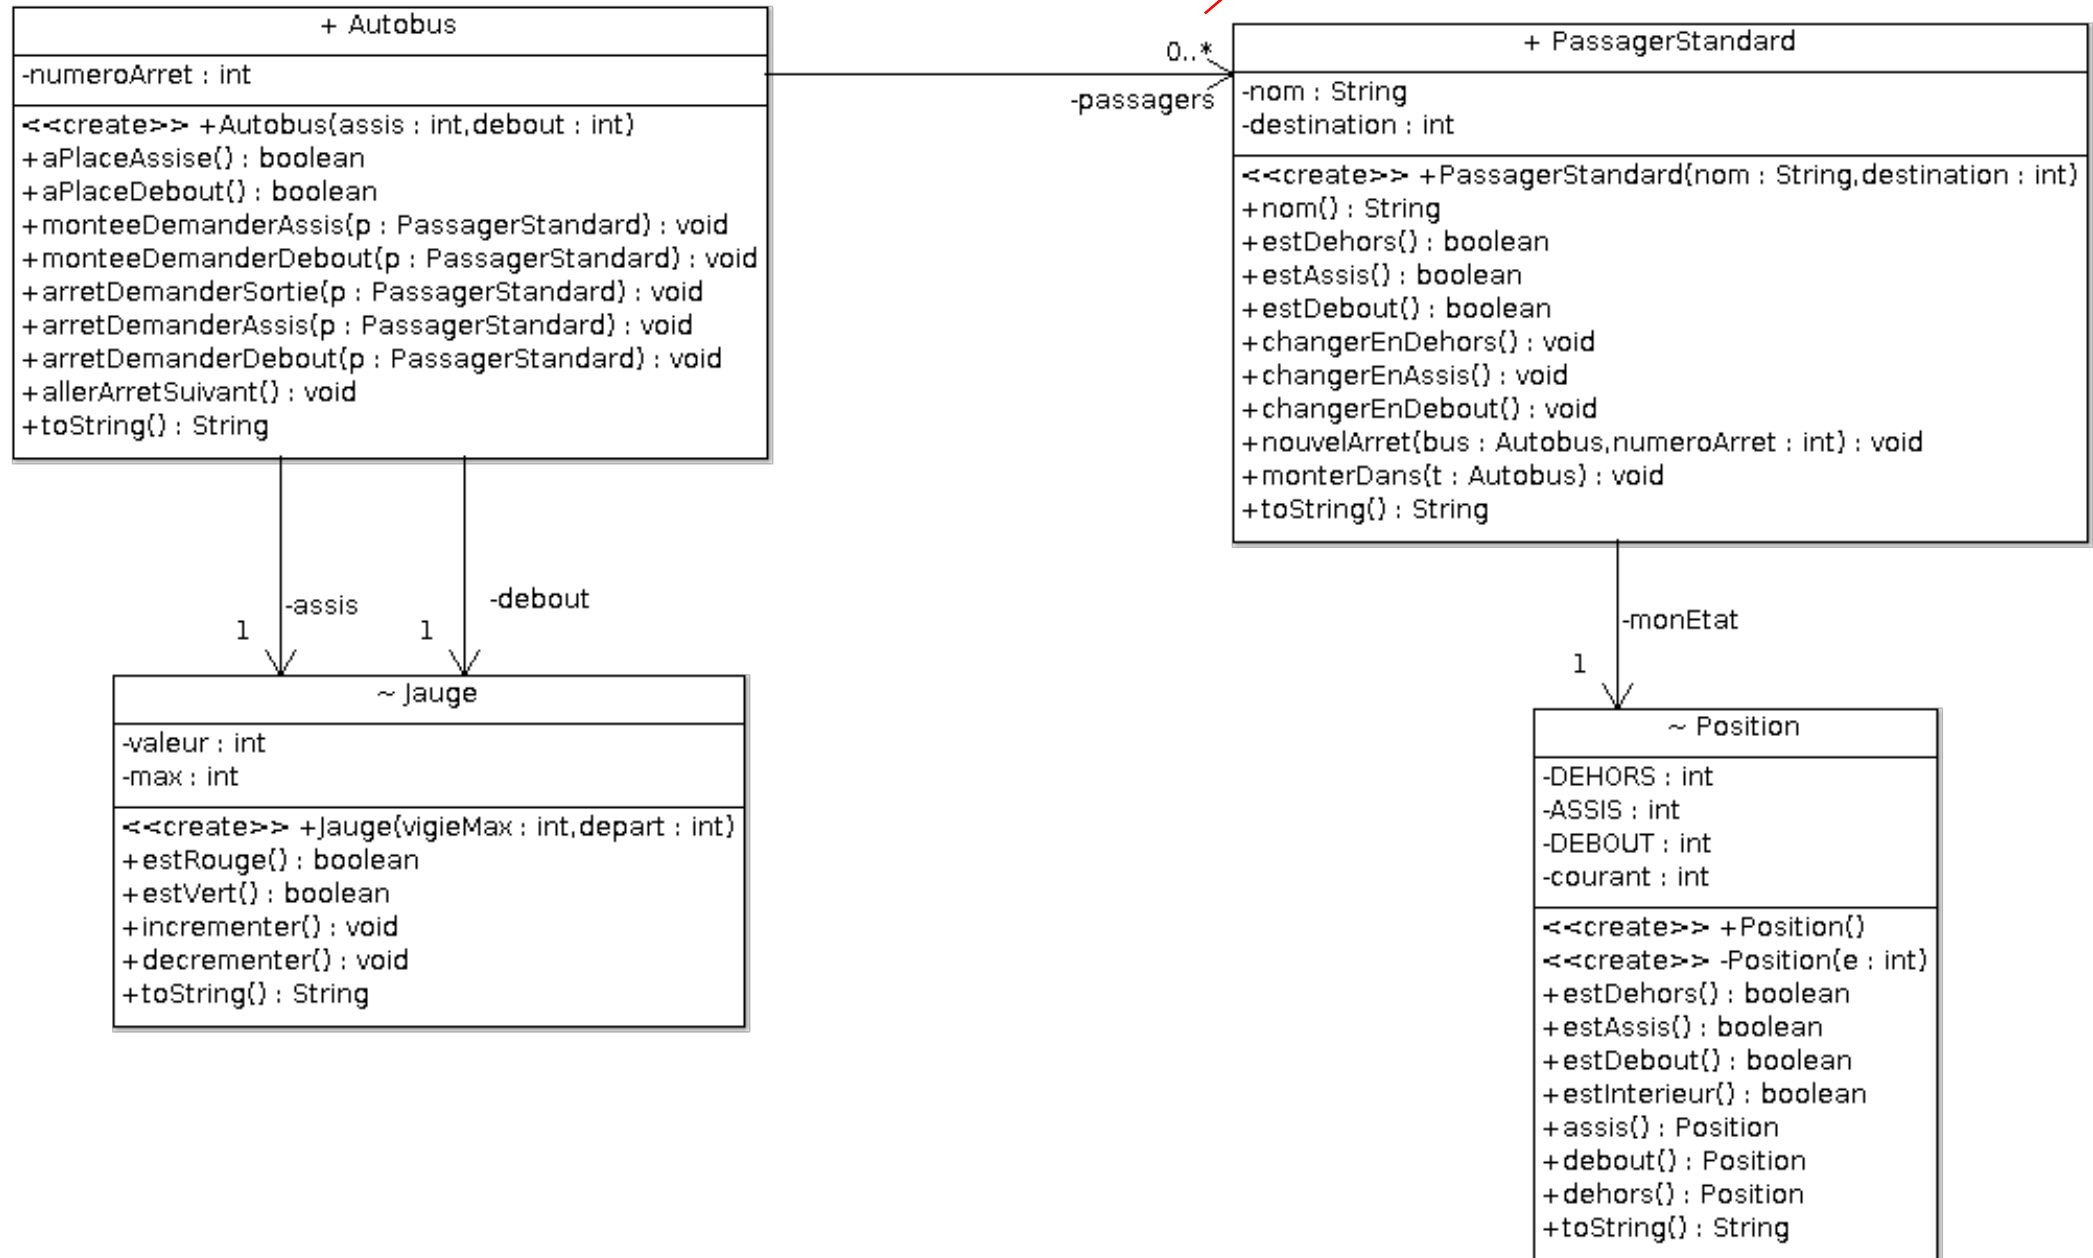 + Autobus
-numeroArret : int
<<create>> +Autobus(assis : int,debout : int)
+aPlaceAssise() : boolean
+aPlaceDebout() : boolean
+monteeDemanderAssis(p : PassagerStandard) : void
+monteeDemanderDebout(p : PassagerStandard) : void
+arretDemanderSortie(p : PassagerStandard) : void
+arretDemanderAssis(p : PassagerStandard) : void
+arretDemanderDebout(p : PassagerStandard) : void
+allerArretSuivant() : void
+toString() : String
0..*
-passagers
+ PassagerStandard
-nom : String
-destination : int
<<create>> +PassagerStandard(nom : String,destination : int)
+nom() : String
+estDehors() : boolean
+estAssis() : boolean
+estDebout() : boolean
+changerEnDehors() : void
+changerEnAssis() : void
+changerEnDebout() : void
+nouvelArret(bus : Autobus,numeroArret : int) : void
+monterDans(t : Autobus) : void
+toString() : String
-assis
1
-debout
1
-monEtat
1
~ Jauge
-valeur : int
-max : int
<<create>> +Jauge(vigieMax : int,depart : int)
+estRouge() : boolean
+estVert() : boolean
+incrementer() : void
+decrementer() : void
+toString() : String
~ Position
-DEHORS : int
-ASSIS : int
-DEBOUT : int
-courant : int
<<create>> +Position()
<<create>> -Position(e : int)
+estDehors() : boolean
+estAssis() : boolean
+estDebout() : boolean
+estInterieur() : boolean
+assis() : Position
+debout() : Position
+dehors() : Position
+toString() : String